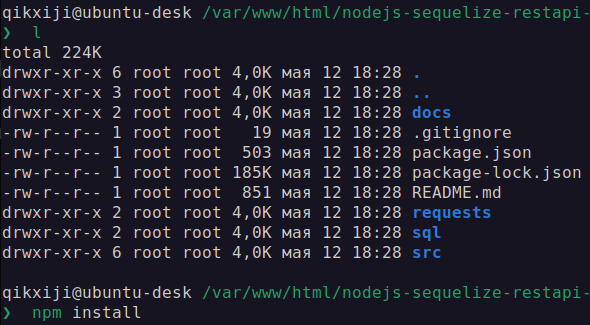 qikxiji@ubuntu-desk /var/www/html/nodejs-sequelize-restapi-
❯ l
total 224K
drwxr-xr-x 6 root root 4,0K мая 12 18:28 .
drwxr-xr-x 3 root root 4,0K мая 12 18:28 ..
drwxr-xr-x 2 root root 4,0K мая 12 18:28 docs
-rw-r--r-- 1 root root   19 мая 12 18:28 .gitignore
-rw-r--r-- 1 root root  503 мая 12 18:28 package.json
-rw-r--r-- 1 root root 185K мая 12 18:28 package-lock.json
-rw-r--r-- 1 root root  851 мая 12 18:28 README.md
drwxr-xr-x 2 root root 4,0K мая 12 18:28 requests
drwxr-xr-x 2 root root 4,0K мая 12 18:28 sql
drwxr-xr-x 6 root root 4,0K мая 12 18:28 src
qikxiji@ubuntu-desk /var/www/html/nodejs-sequelize-restapi-
❯ npm install